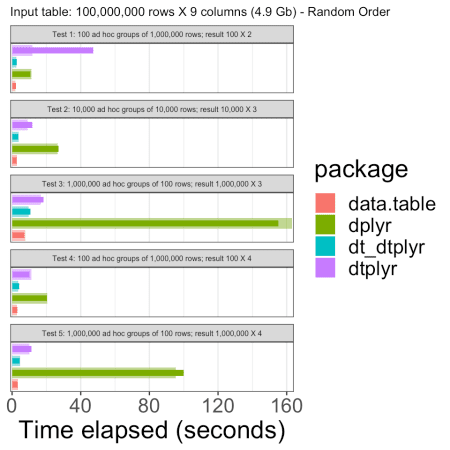 Input table: 100,000,000 rows X 9 columns (4.9 Gb) - Random Order
Test 1: 100 ad hoc groups of 1,000,000 rows; result 100 X 2
Test 2: 10,000 ad hoc groups of 10,000 rows; result 10,000 X 3
Test 3: 1,000,000 ad hoc groups of 100 rows; result 1,000,000 X 3
Test 4: 100 ad hoc groups of 1,000,000 rows; result 100 X 4
Test 5: 1,000,000 ad hoc groups of 100 rows; result 1,000,000 X 4
0 40 80 120 160
Time elapsed (seconds)
package
data.table
dplyr
dt_dtplyr
dtplyr